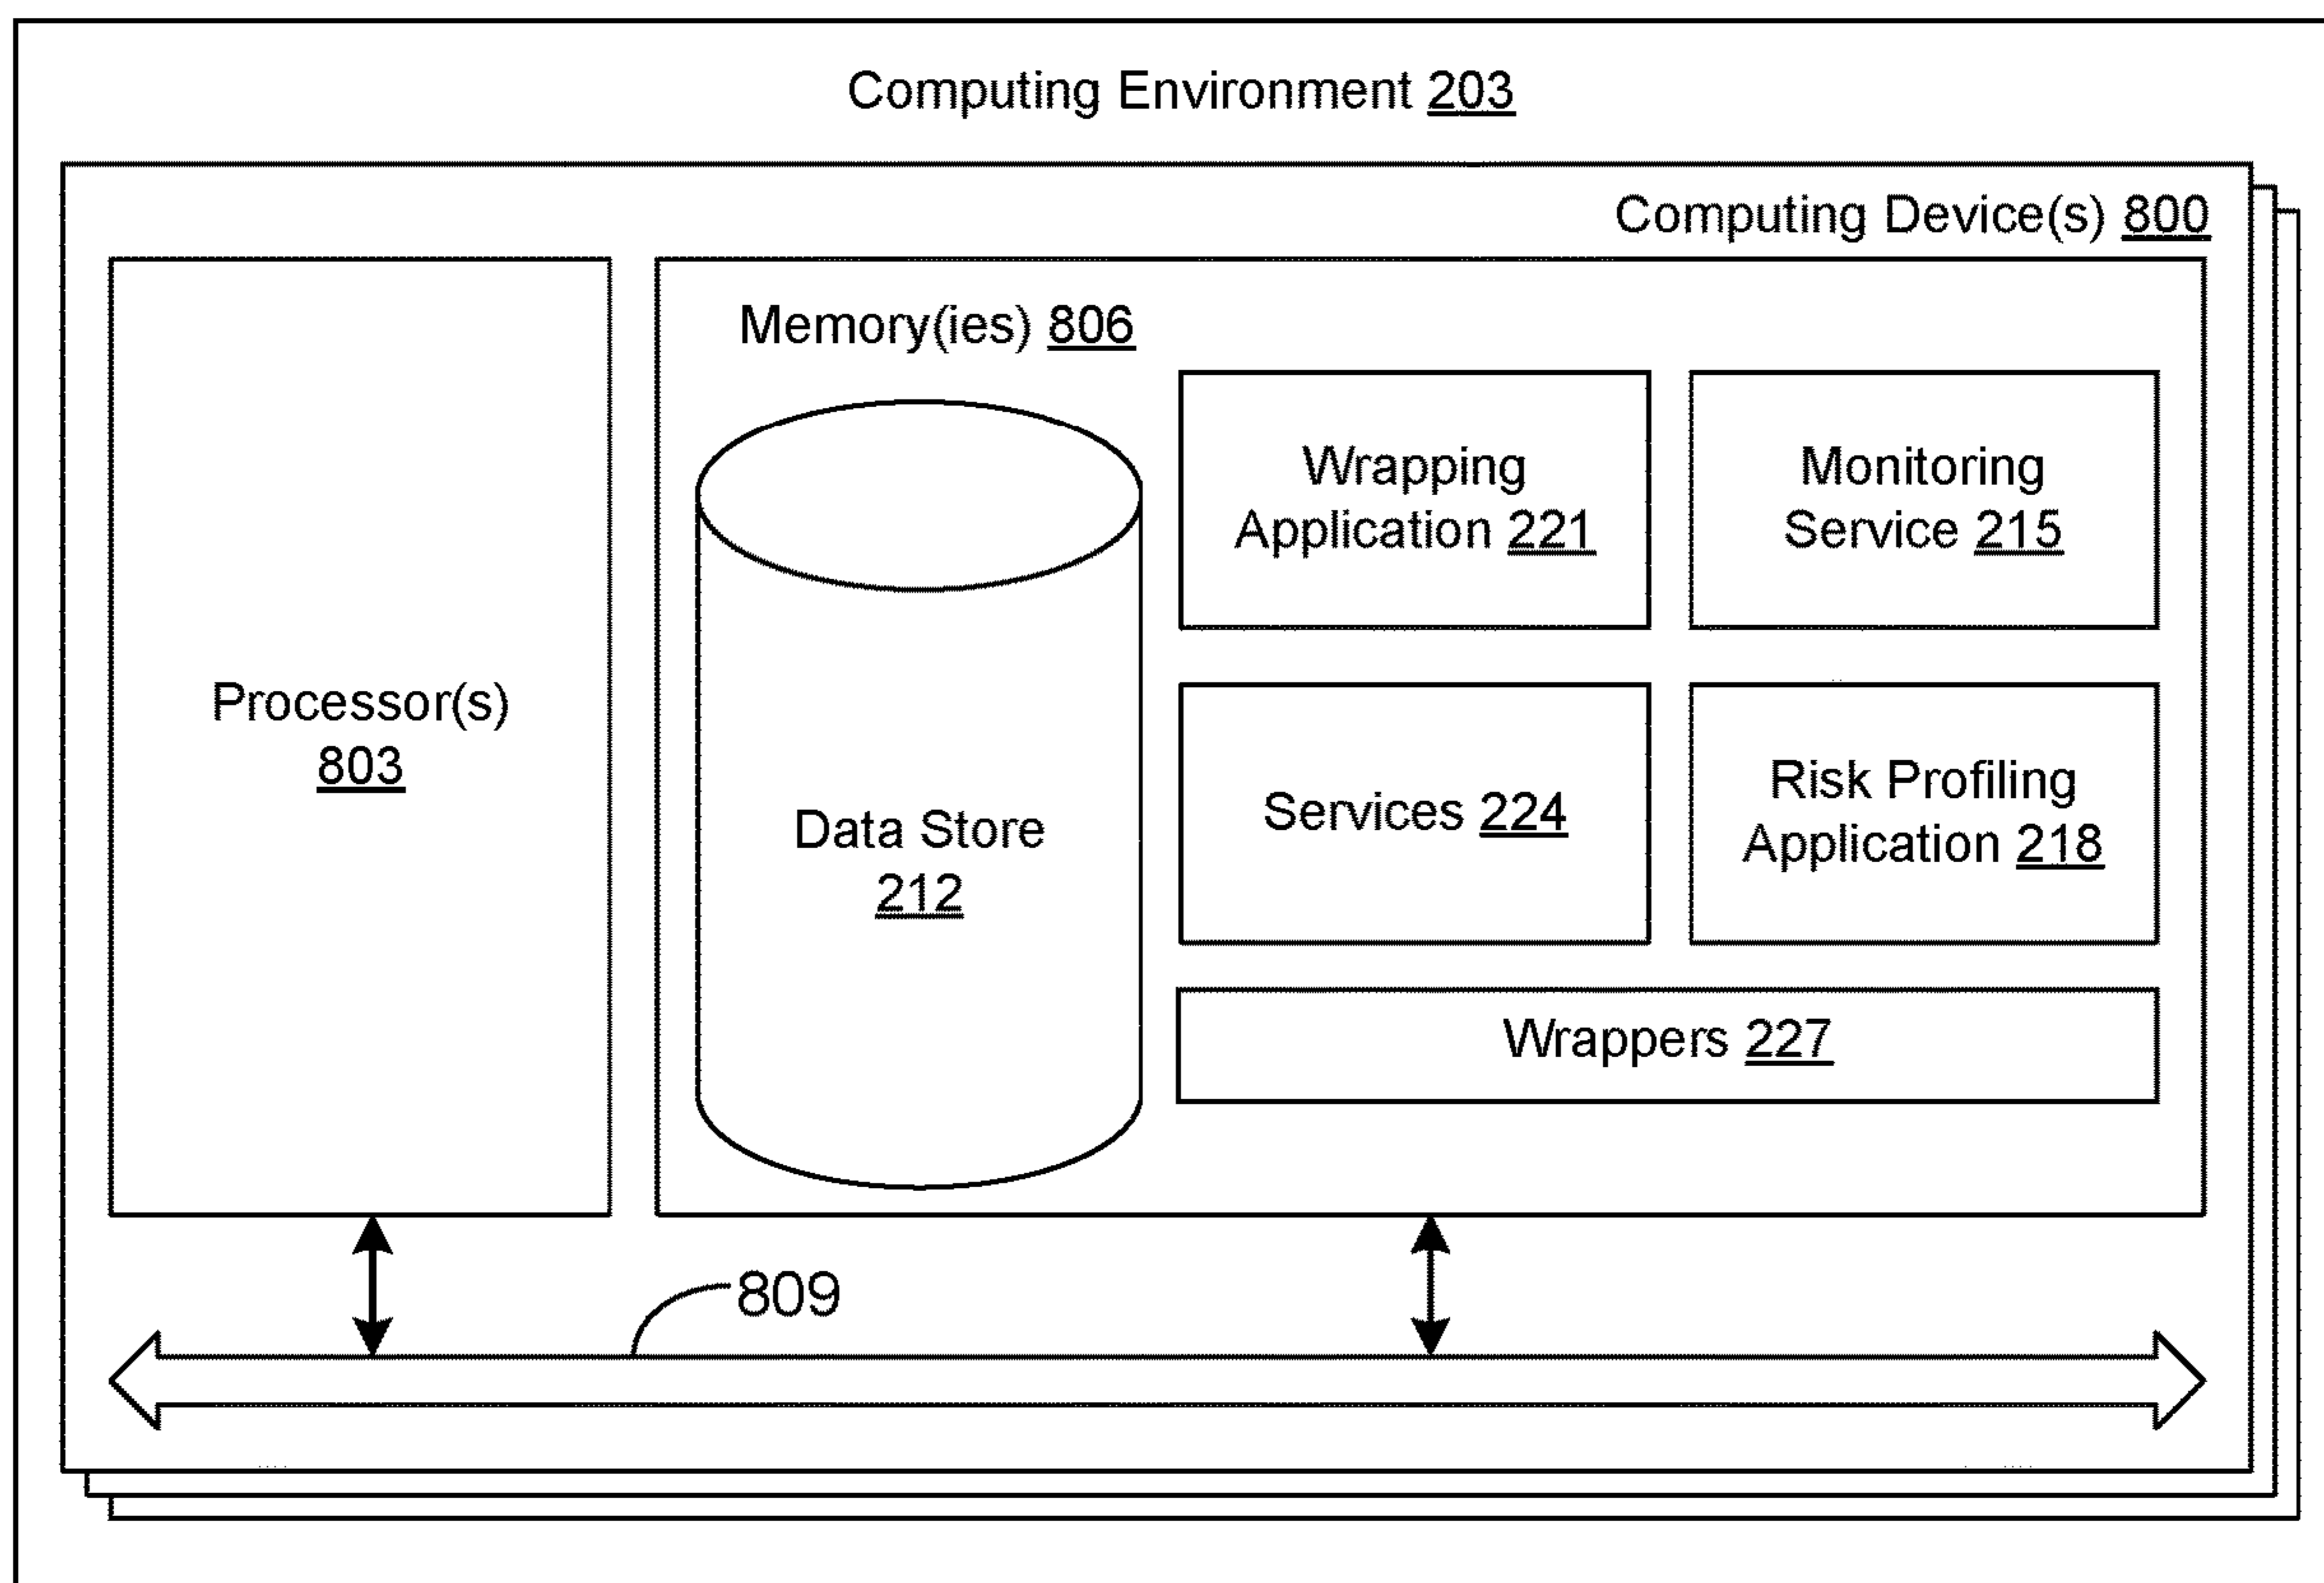 Computing Environment 203
Computing Device(s) 800
Processor(s)
803
Memory(ies) 806
Data Store
212
Wrapping
Application 221
Monitoring
Service 215
Services 224
Risk Profiling
Application 218
Wrappers 227
809